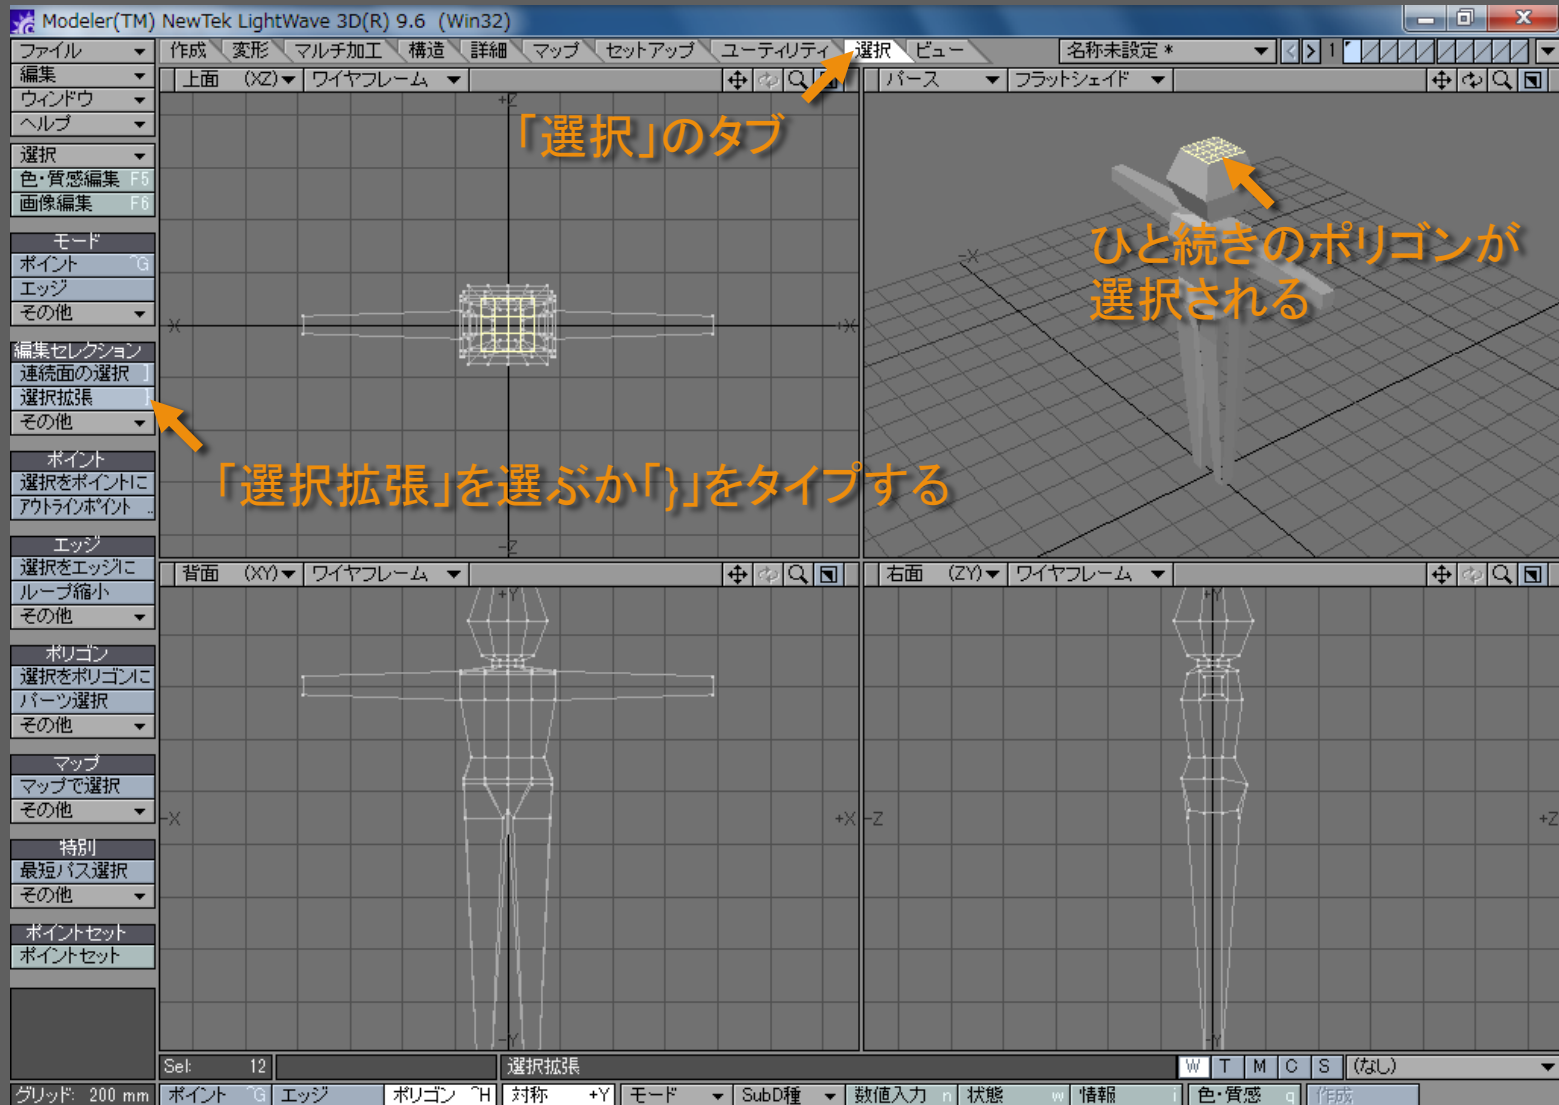 Modeler(TM) NewTek LightWave 3D(R) 9.6 (Win32)
ファイル 作成 変形 マルチ加工 構造 詳細 マップ セットアップ ユーティリティ 選択 ビュー 名称未設定 * 1
編集
ウィンドウ
ヘルプ
選択
色・質感編集 F5
画像編集 F6
モード
ポイント ^G
エッジ
その他
編集セレクション
連続面の選択 ]
選択拡張 }
その他
ポイント
選択をポイントに
アウトラインポイント ..
エッジ
選択をエッジに
ループ縮小
その他
ポリゴン
選択をポリゴンに
パーツ選択
その他
マップ
マップで選択
その他
特別
最短パス選択
その他
ポイントセット
ポイントセット
上面 (XZ) ワイヤフレーム
+Z
「選択」のタブ
-X +X
「選択拡張」を選ぶか「}」をタイプする
-Z
パース フラットシェイド
ひと続きのポリゴンが
選択される
-X
背面 (XY) ワイヤフレーム
+Y
-X +X
-Y
右面 (ZY) ワイヤフレーム
+Y
-Z +Z
-Y
Sel: 12 選択拡張 W T M C S (なし)
グリッド: 200 mm ポイント ^G エッジ ポリゴン ^H 対称 +Y モード SubD種 数値入力 n 状態 w 情報 i 色・質感 q 作成